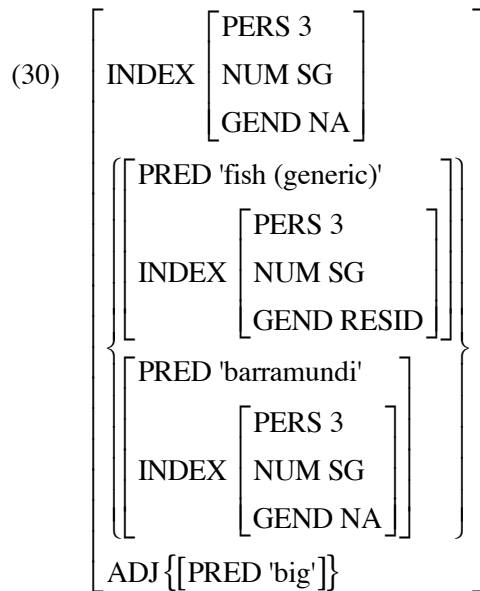 PERS 3
(30) INDEX NUM SG
GEND NA
PRED 'fish (generic)'
PERS 3
INDEX NUM SG
GEND RESID
PRED 'barramundi'
PERS 3
INDEX NUM SG
GEND NA
ADJ {[PRED 'big']}